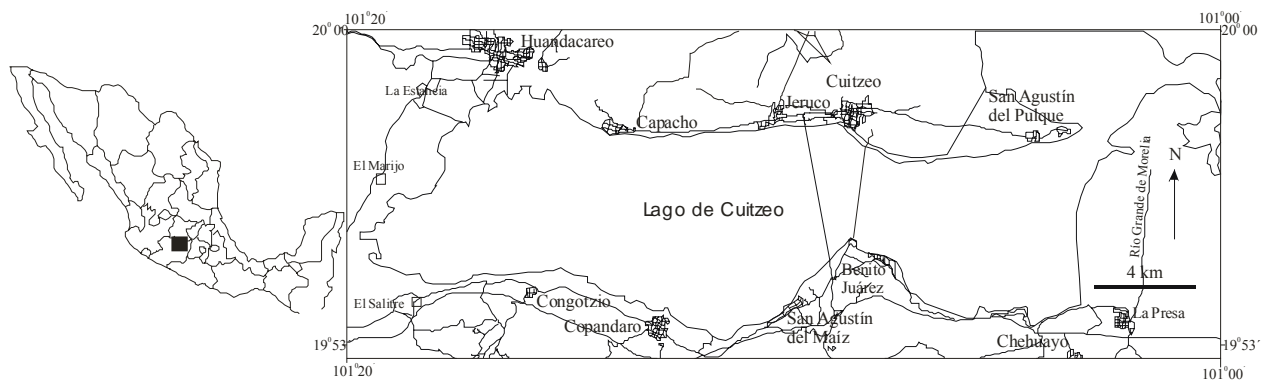 101°20´
101°00´
20°00´
20°00´
Huandacareo
La Estancia
Cuitzeo
Jeruco
San Agustín
del Pulque
Capacho
El Marijo
Río Grande de Morelia
N
Lago de Cuitzeo
4 km
Benito
Juárez
El Salitre
Congotzio
Copandaro
San Agustín
del Maíz
La Presa
Chehuayo
19°53´
19°53´
101°20´
101°00´